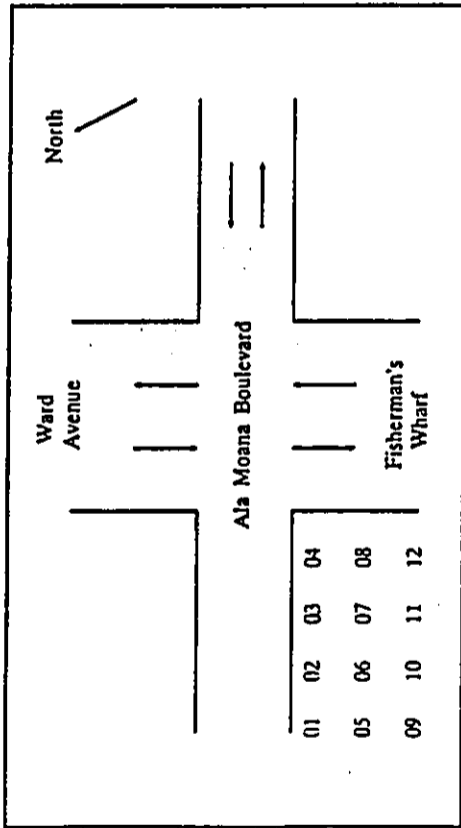 North
Ward
Avenue
Ala Moana Boulevard
Fisherman's
Wharf
01 02 03 04
05 06 07 08
09 10 11 12